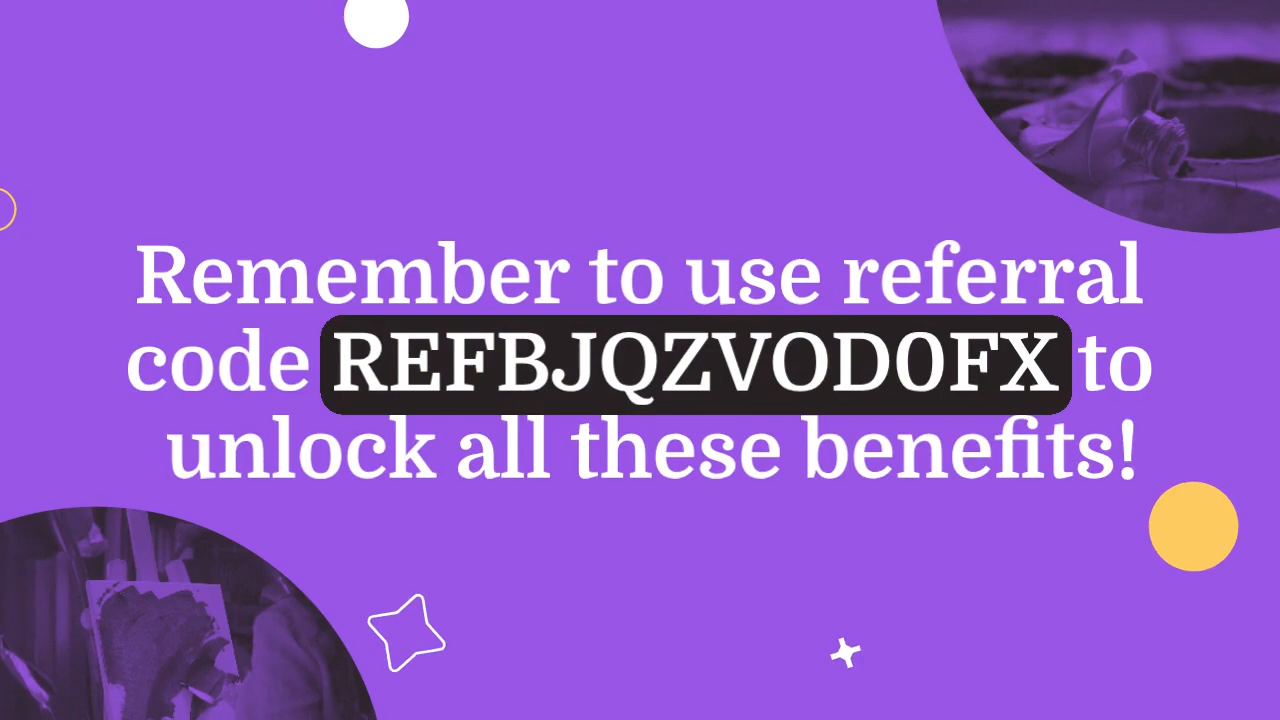 Remember to use referral
code REFBJQZVOD0FX to
unlock all these benefits!